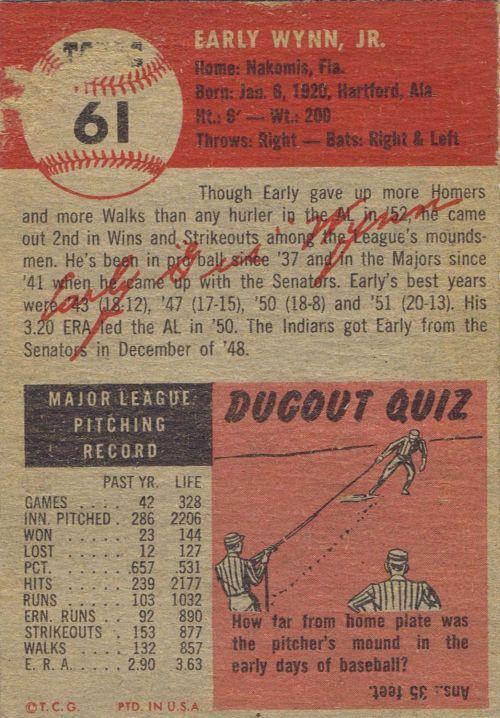 TOPPS
61
EARLY WYNN, JR.
Home: Nakomis, Fla.
Born: Jan. 6, 1920, Hartford, Ala.
Ht.: 6' — Wt.: 200
Throws: Right — Bats: Right & Left
Though Early gave up more Homers
and more Walks than any hurler in the AL in '52, he came
out 2nd in Wins and Strikeouts among the League's mounds-
men. He's been in pro ball since '37 and in the Majors since
'41 when he came up with the Senators. Early's best years
were '43 (18-12), '47 (17-15), '50 (18-8) and '51 (20-13). His
3.20 ERA led the AL in '50. The Indians got Early from the
Senators in December of '48.
Early "Gus" Wynn
MAJOR LEAGUE
PITCHING
RECORD
PAST YR. LIFE
GAMES . . . . 42 328
INN. PITCHED . 286 2206
WON . . . . . 23 144
LOST . . . . . 12 127
PCT. . . . . . .657 .531
HITS . . . . . 239 2177
RUNS . . . . . 103 1032
ERN. RUNS . . 92 890
STRIKEOUTS . . 153 877
WALKS . . . . 132 857
E. R. A. . . . . 2.90 3.63
©T.C.G. PTD. IN U.S.A
DUGOUT QUIZ
How far from home plate was
the pitcher's mound in the
early days of baseball?
Ans.: 35 feet.